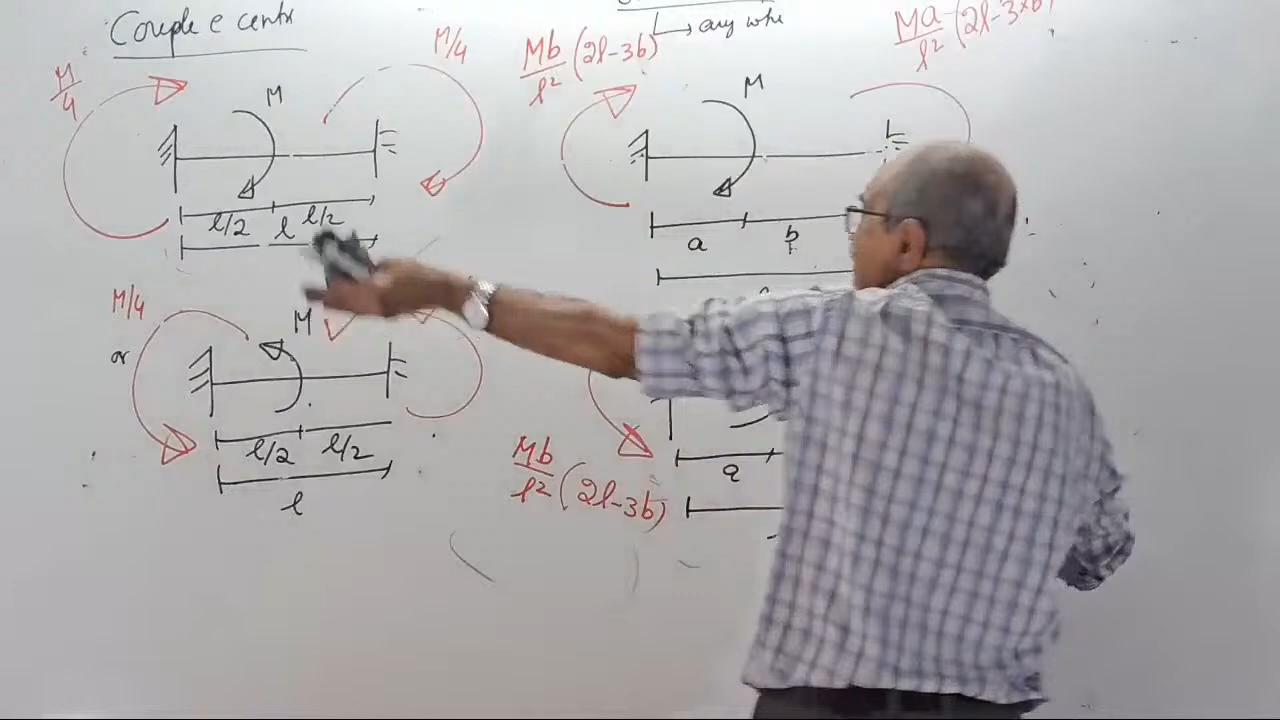 Couple @ centr
M/4
M/4
M
l/2
l/2
l
M/4
or
M
l/2
l/2
l
any whe
Mb/l² (2l-3b)
Ma/l² (2l-3
M
a
b
Mb/l² (2l-3b)
a